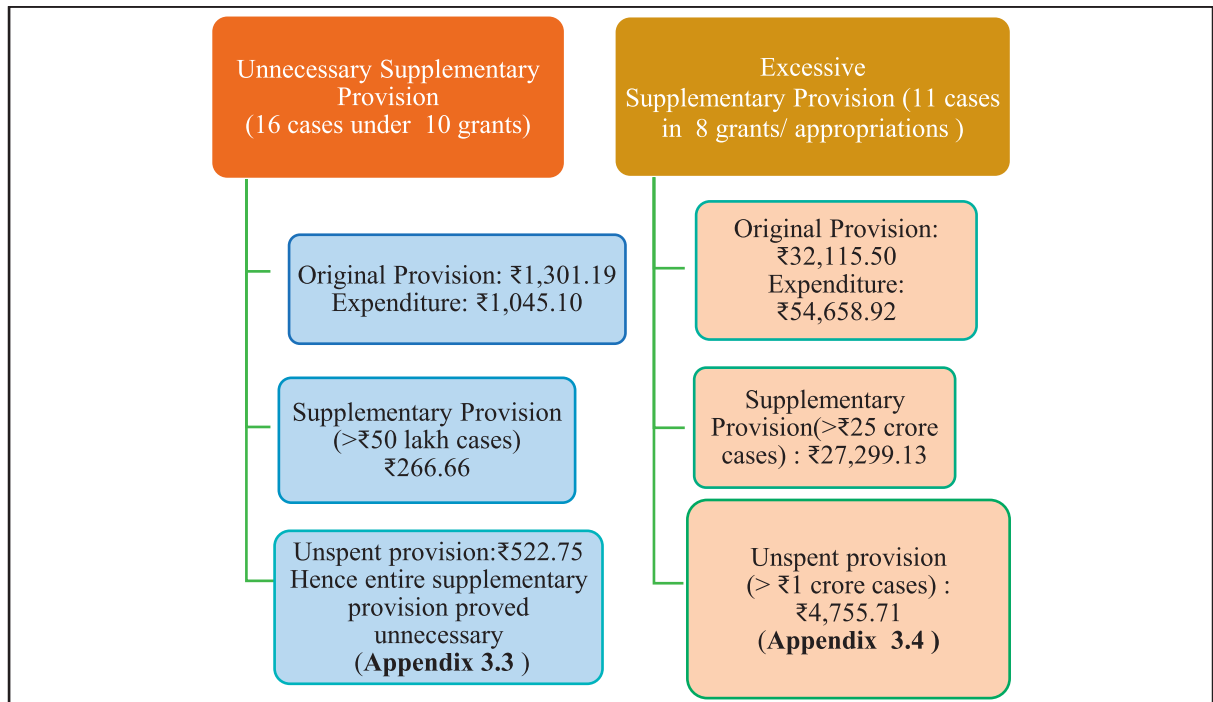 Unnecessary Supplementary
Provision
(16 cases under 10 grants)
Original Provision: ₹1,301.19
Expenditure: ₹1,045.10
Supplementary Provision
(>₹50 lakh cases)
₹266.66
Unspent provision:₹522.75
Hence entire supplementary
provision proved
unnecessary
(Appendix 3.3 )
Excessive
Supplementary Provision (11 cases
in 8 grants/ appropriations )
Original Provision:
₹32,115.50
Expenditure:
₹54,658.92
Supplementary
Provision(>₹25 crore
cases) : ₹27,299.13
Unspent provision
(> ₹1 crore cases) :
₹4,755.71
(Appendix 3.4 )